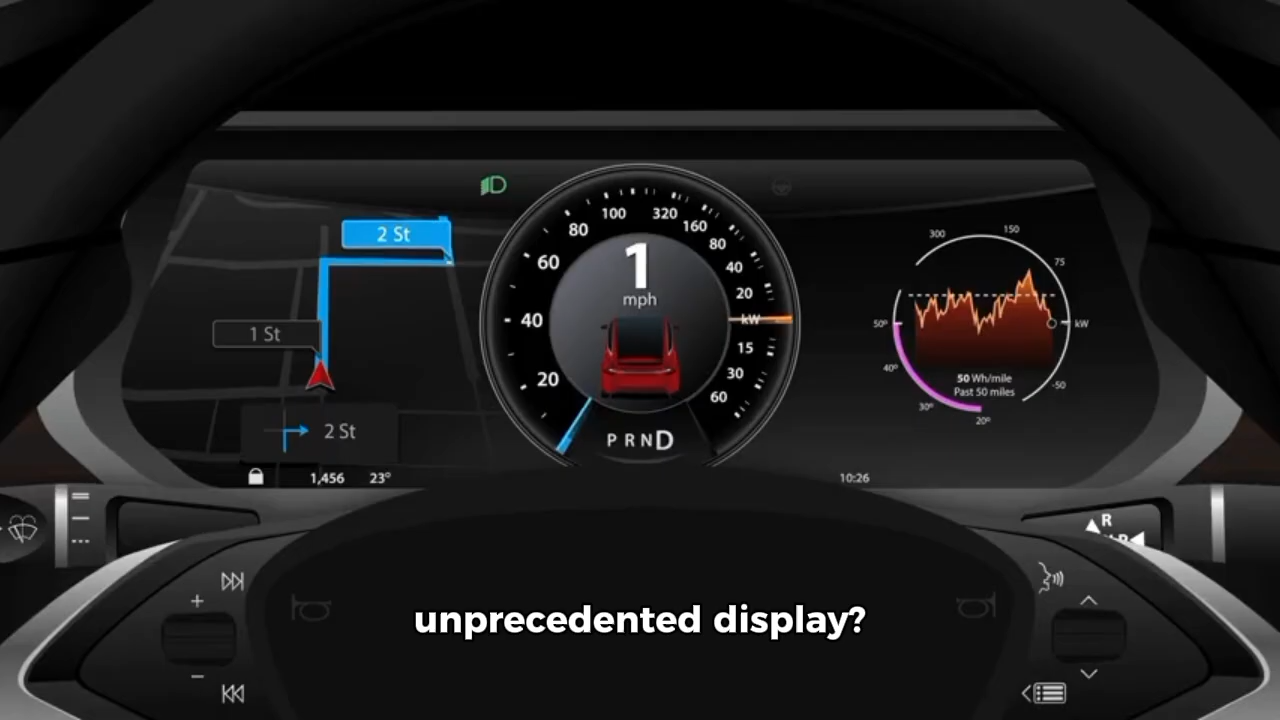 2 St
1 St
2 St
1,456
23°
100
320
80
160
60
80
40
40
20
kW
20
15
30
60
1
mph
P R N D
300
150
75
50°
kW
40°
50 Wh/mile
Past 50 miles
-50
30°
20°
10:26
R
+
−
unprecedented display?